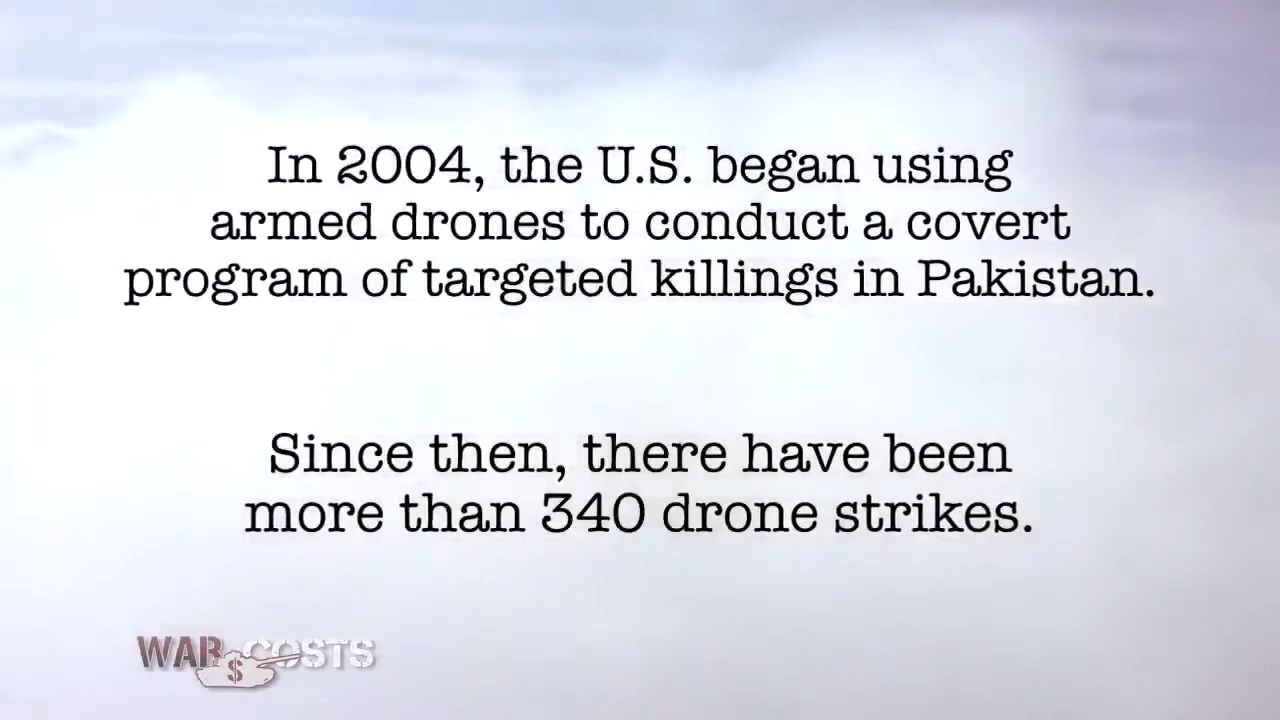 In 2004, the U.S. began using
armed drones to conduct a covert
program of targeted killings in Pakistan.
Since then, there have been
more than 340 drone strikes.
WAR COSTS
$